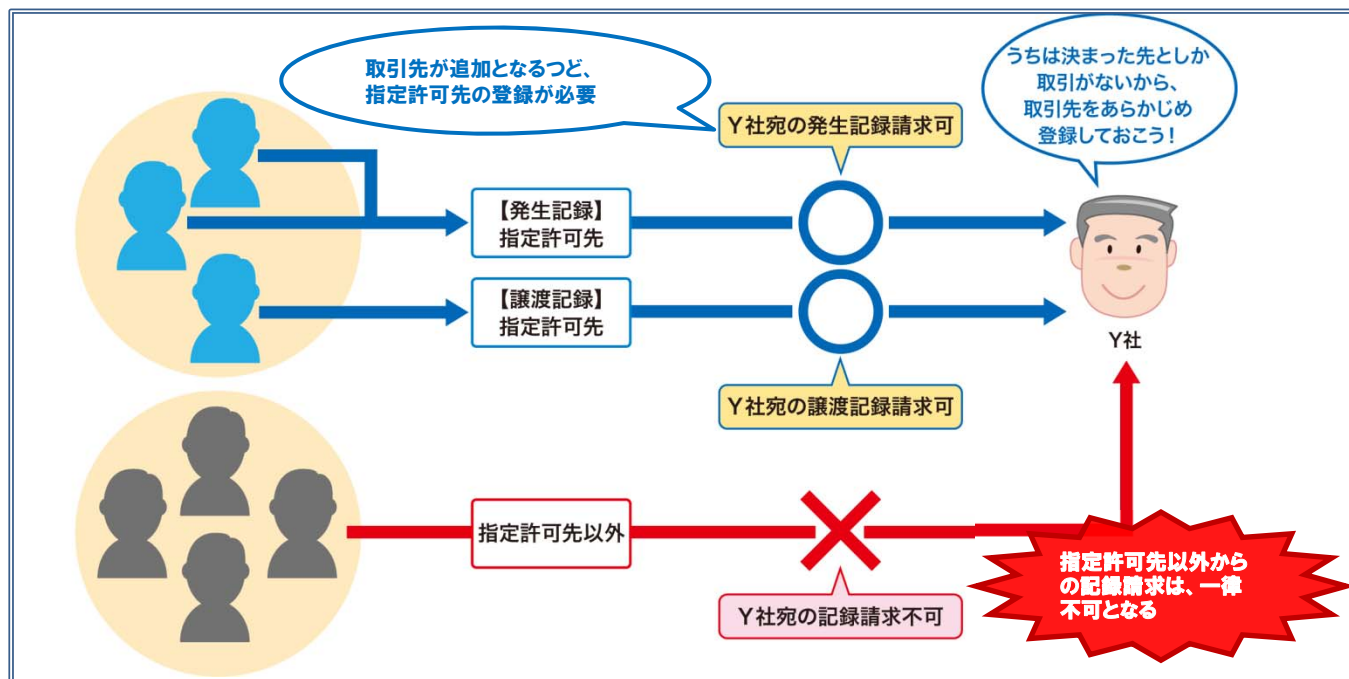 取引先が追加となるつど、
指定許可先の登録が必要
うちは決まった先としか
取引がないから、
取引先をあらかじめ
登録しておこう！
Y社宛の発生記録請求可
【発生記録】
指定許可先
【譲渡記録】
指定許可先
Y社
Y社宛の譲渡記録請求可
指定許可先以外
Y社宛の記録請求不可
指定許可先以外から
の記録請求は、一律
不可となる